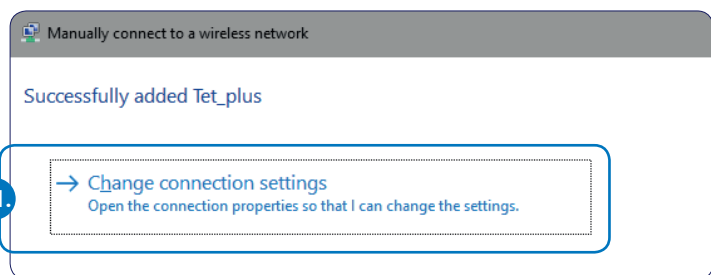 Manually connect to a wireless network
Successfully added Tet_plus
→ Change connection settings
Open the connection properties so that I can change the settings.
1.